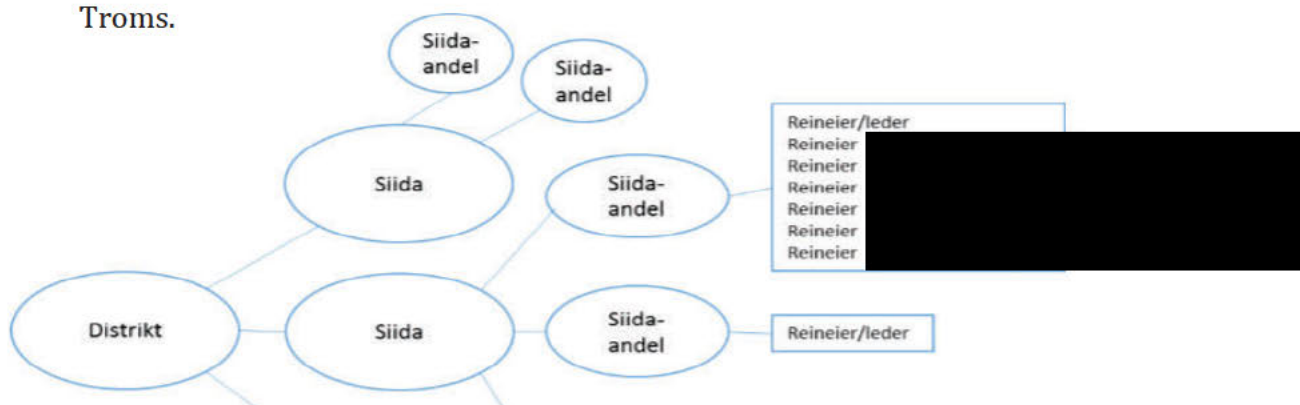 Troms.
Siida-
andel
Siida-
andel
Siida
Siida-
andel
Reineier/leder
Reineier
Reineier
Reineier
Reineier
Reineier
Reineier
Distrikt
Siida
Siida-
andel
Reineier/leder